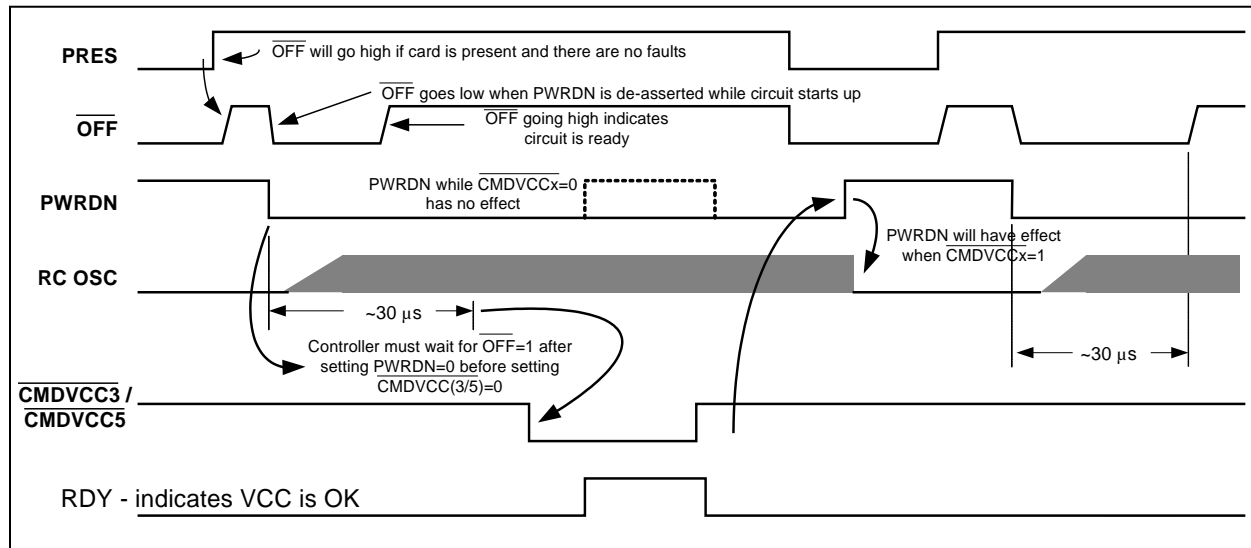 PRES
OFF will go high if card is present and there are no faults
OFF
OFF goes low when PWRDN is de-asserted while circuit starts up
OFF going high indicates
circuit is ready
PWRDN
PWRDN while CMDVCCx=0
has no effect
RC OSC
PWRDN will have effect
when CMDVCCx=1
~30 μs
Controller must wait for OFF=1 after
setting PWRDN=0 before setting
CMDVCC(3/5)=0
~30 μs
CMDVCC3 /
CMDVCC5
RDY - indicates VCC is OK